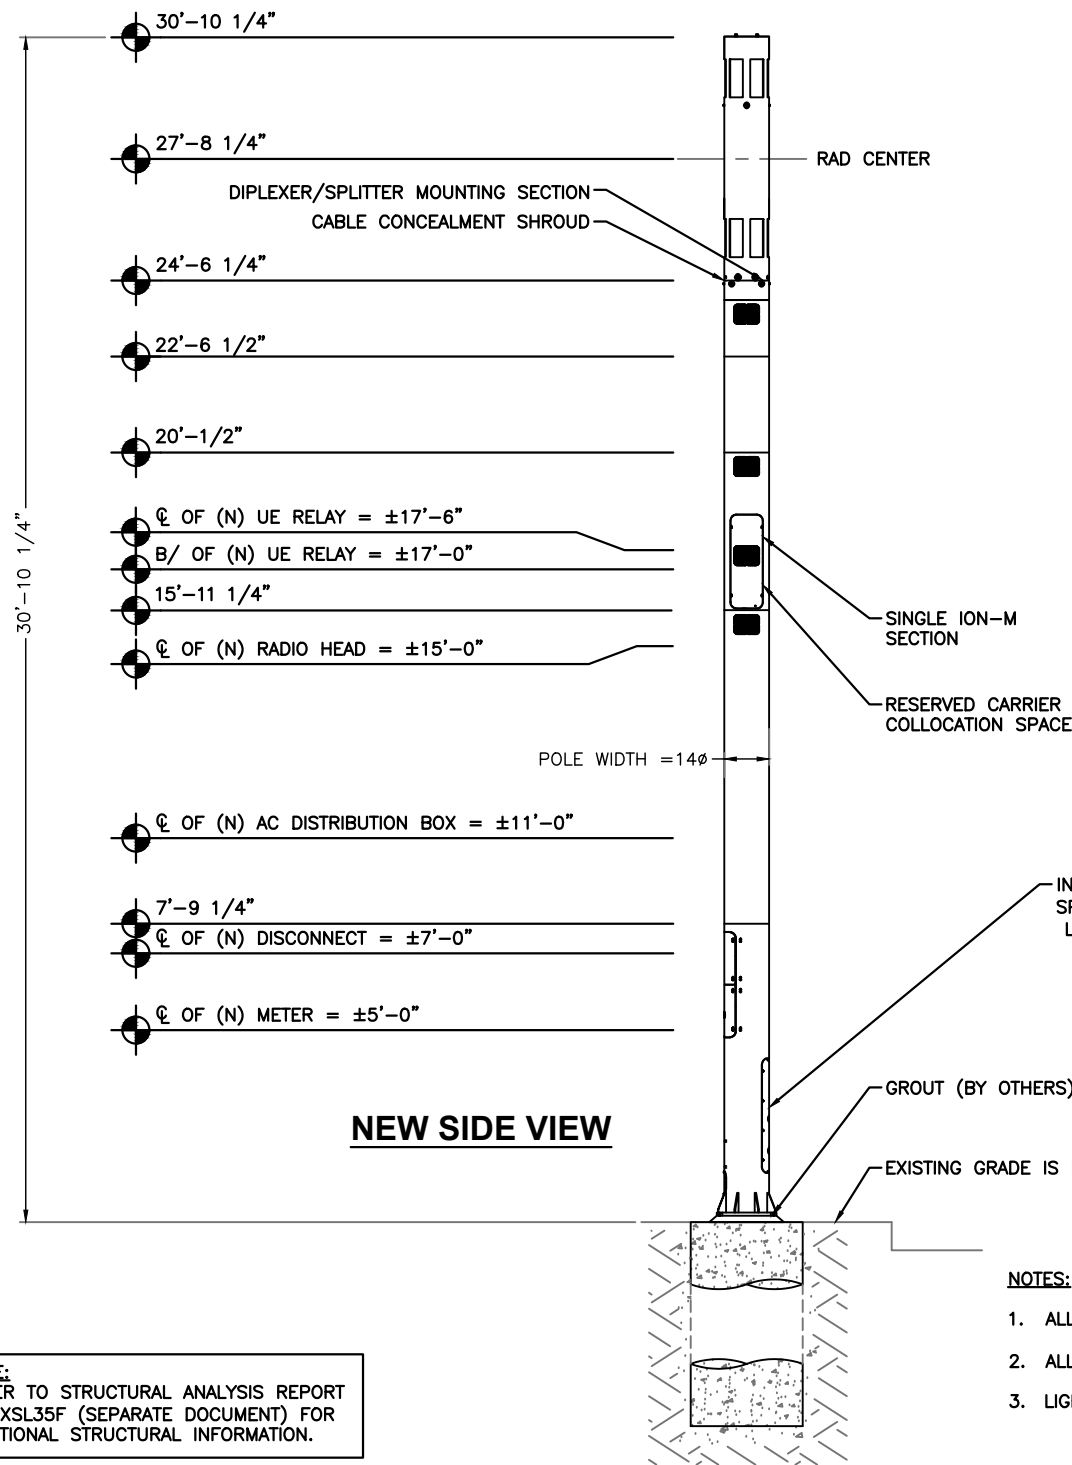 30'-10 1/4"
27'-8 1/4"
RAD CENTER
DIPLEXER/SPLITTER MOUNTING SECTION
CABLE CONCEALMENT SHROUD
24'-6 1/4"
22'-6 1/2"
20'-1/2"
℄ OF (N) UE RELAY = ±17'-6"
B/ OF (N) UE RELAY = ±17'-0"
30'-10 1/4"
15'-11 1/4"
SINGLE ION-M
SECTION
℄ OF (N) RADIO HEAD = ±15'-0"
RESERVED CARRIER
COLLOCATION SPACE
POLE WIDTH =14ø
℄ OF (N) AC DISTRIBUTION BOX = ±11'-0"
7'-9 1/4"
℄ OF (N) DISCONNECT = ±7'-0"
℄ OF (N) METER = ±5'-0"
IN
SP
L
GROUT (BY OTHERS)
NEW SIDE VIEW
EXISTING GRADE IS
NOTES:
1. ALL
2. ALL
3. LIGH
E:
ER TO STRUCTURAL ANALYSIS REPORT
XSL35F (SEPARATE DOCUMENT) FOR
TIONAL STRUCTURAL INFORMATION.